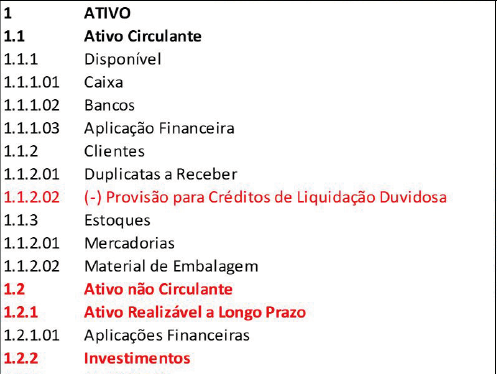 1 ATIVO
1.1 Ativo Circulante
1.1.1 Disponível
1.1.1.01 Caixa
1.1.1.02 Bancos
1.1.1.03 Aplicação Financeira
1.1.2 Clientes
1.1.2.01 Duplicatas a Receber
1.1.2.02 (-) Provisão para Créditos de Liquidação Duvidosa
1.1.3 Estoques
1.1.2.01 Mercadorias
1.1.2.02 Material de Embalagem
1.2 Ativo não Circulante
1.2.1 Ativo Realizável a Longo Prazo
1.2.1.01 Aplicações Financeiras
1.2.2 Investimentos